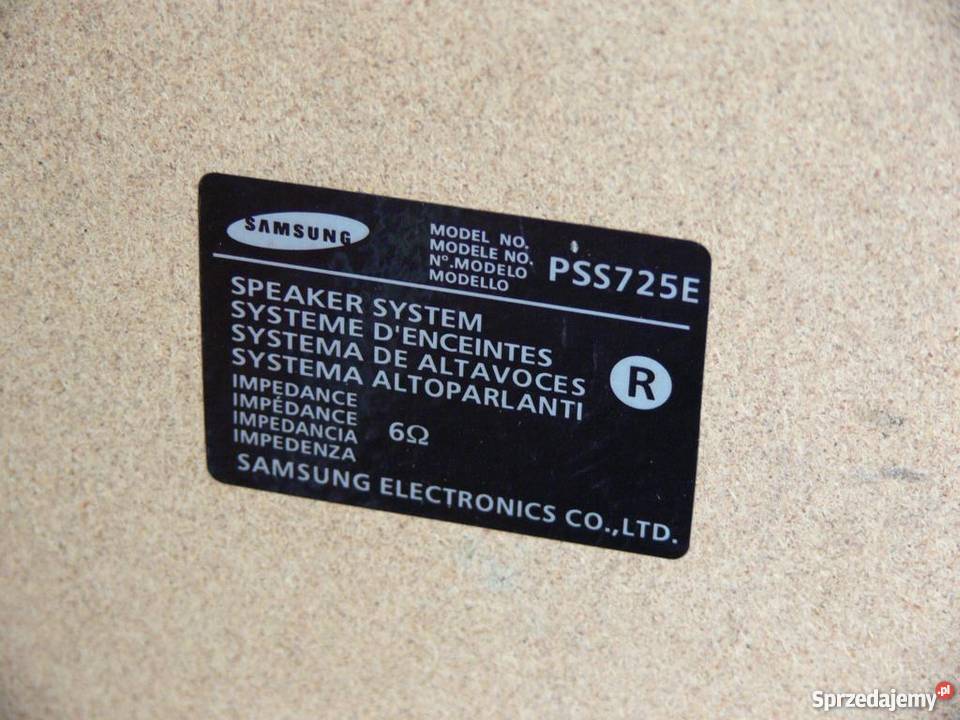 SAMSUNG
MODEL NO.
MODELE NO.
Nº.MODELO
MODELLO
PSS725E
SPEAKER SYSTEM
SYSTEME D'ENCEINTES
SYSTEMA DE ALTAVOCES
SYSTEMA ALTOPARLANTI
R
IMPEDANCE
IMPÉDANCE
IMPEDANCIA
IMPEDENZA
6Ω
SAMSUNG ELECTRONICS CO.,LTD.
Sprzedajemy.pl